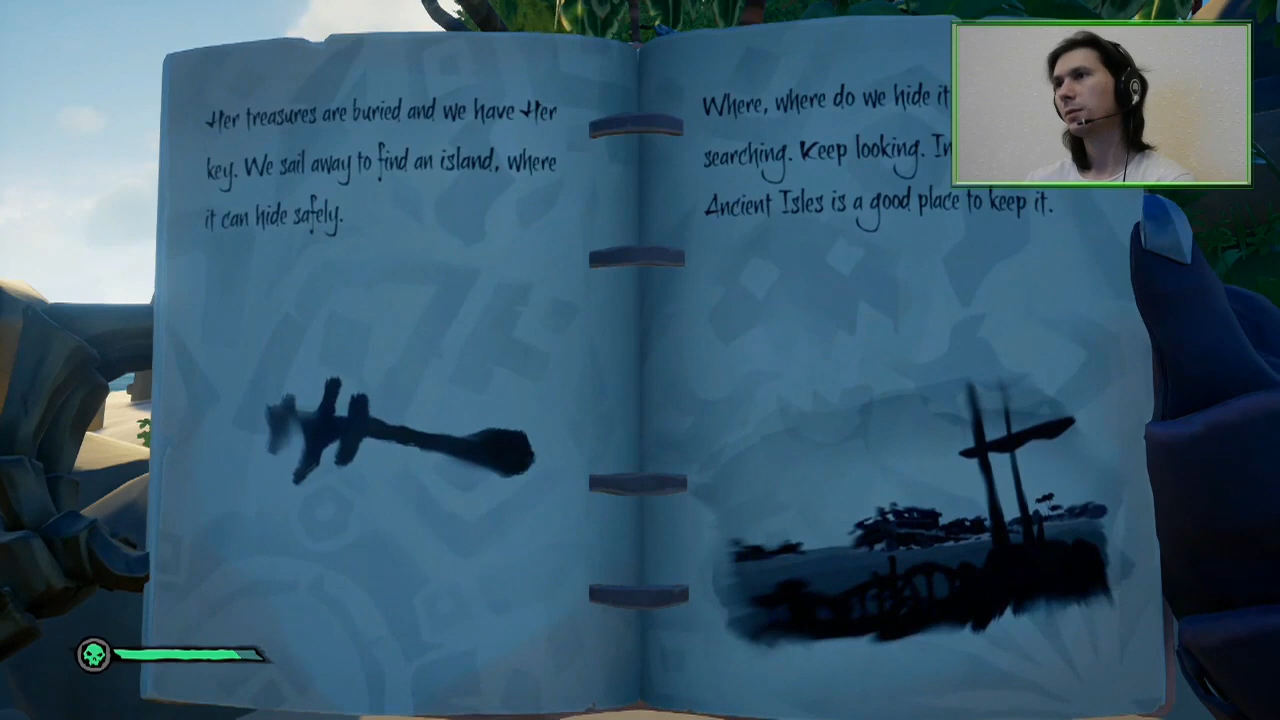 Her treasures are buried and we have Her
key. We sail away to find an island, where
it can hide safely.
Where, where do we hide it
searching. Keep looking. In
Ancient Isles is a good place to keep it.